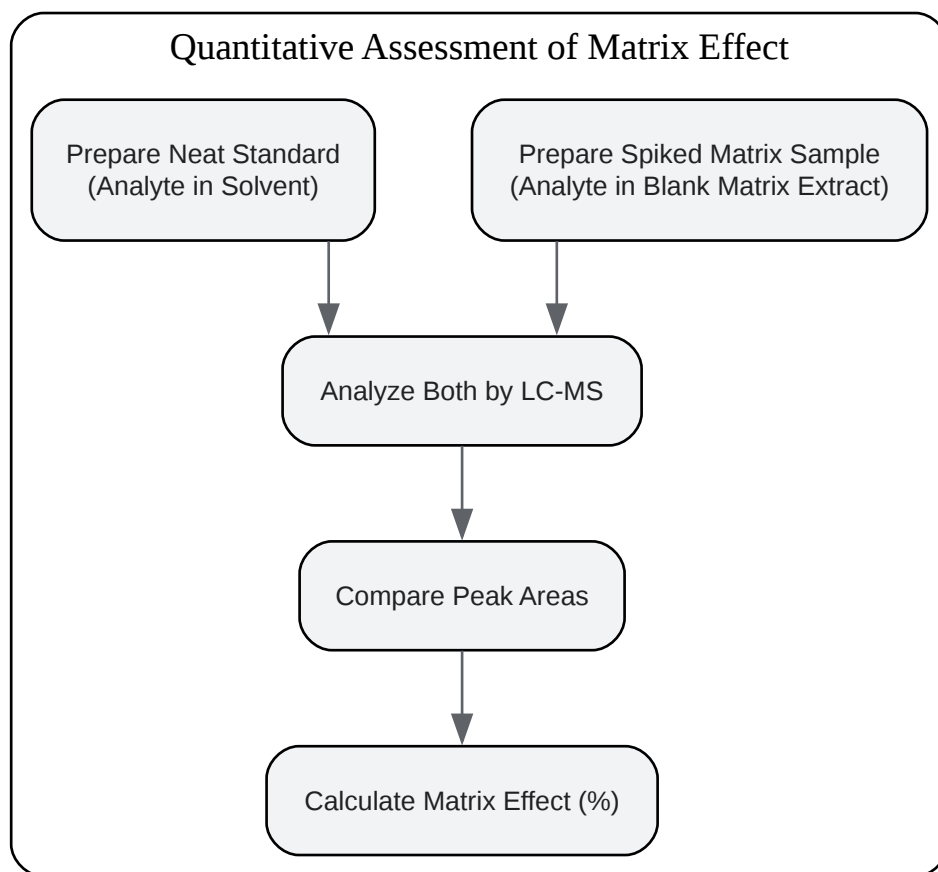 Quantitative Assessment of Matrix Effect
Prepare Neat Standard
(Analyte in Solvent)
Prepare Spiked Matrix Sample
(Analyte in Blank Matrix Extract)
Analyze Both by LC-MS
Compare Peak Areas
Calculate Matrix Effect (%)